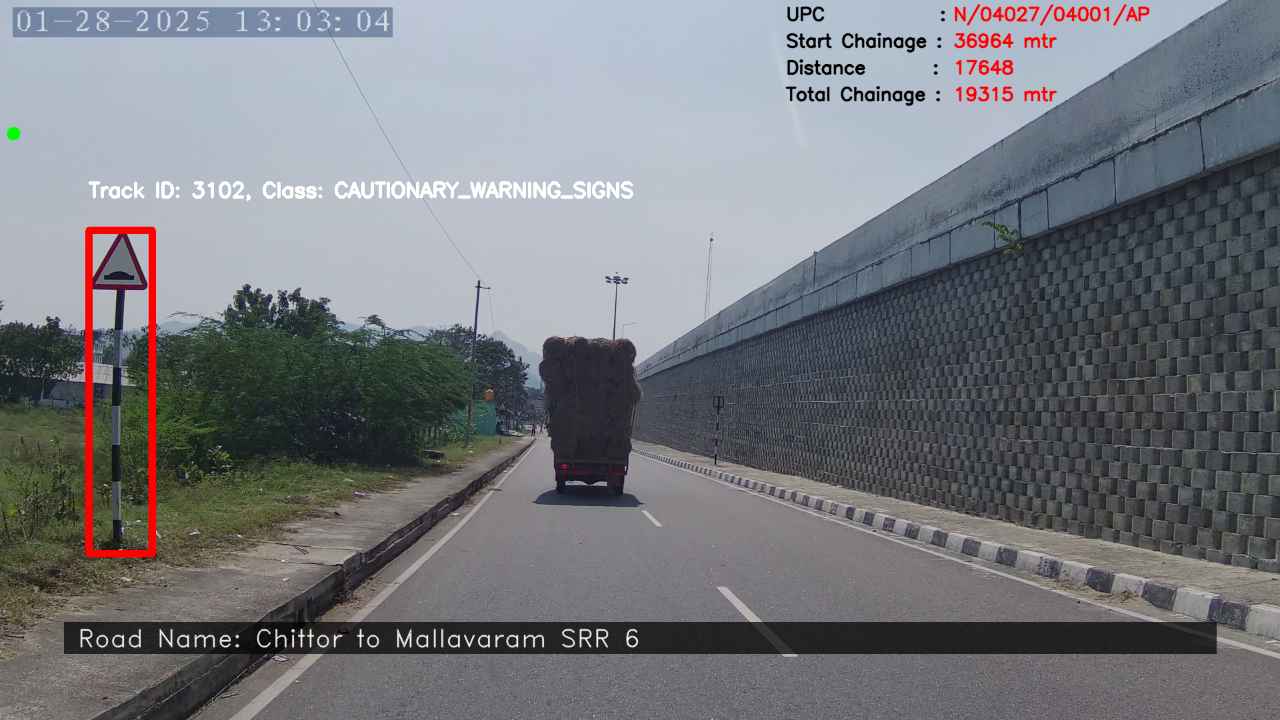 01-28-2025 13:03:04
UPC : N/04027/04001/AP
Start Chainage : 36964 mtr
Distance : 17648
Total Chainage : 19315 mtr
Track ID: 3102, Class: CAUTIONARY_WARNING_SIGNS
Road Name: Chittor to Mallavaram SRR 6